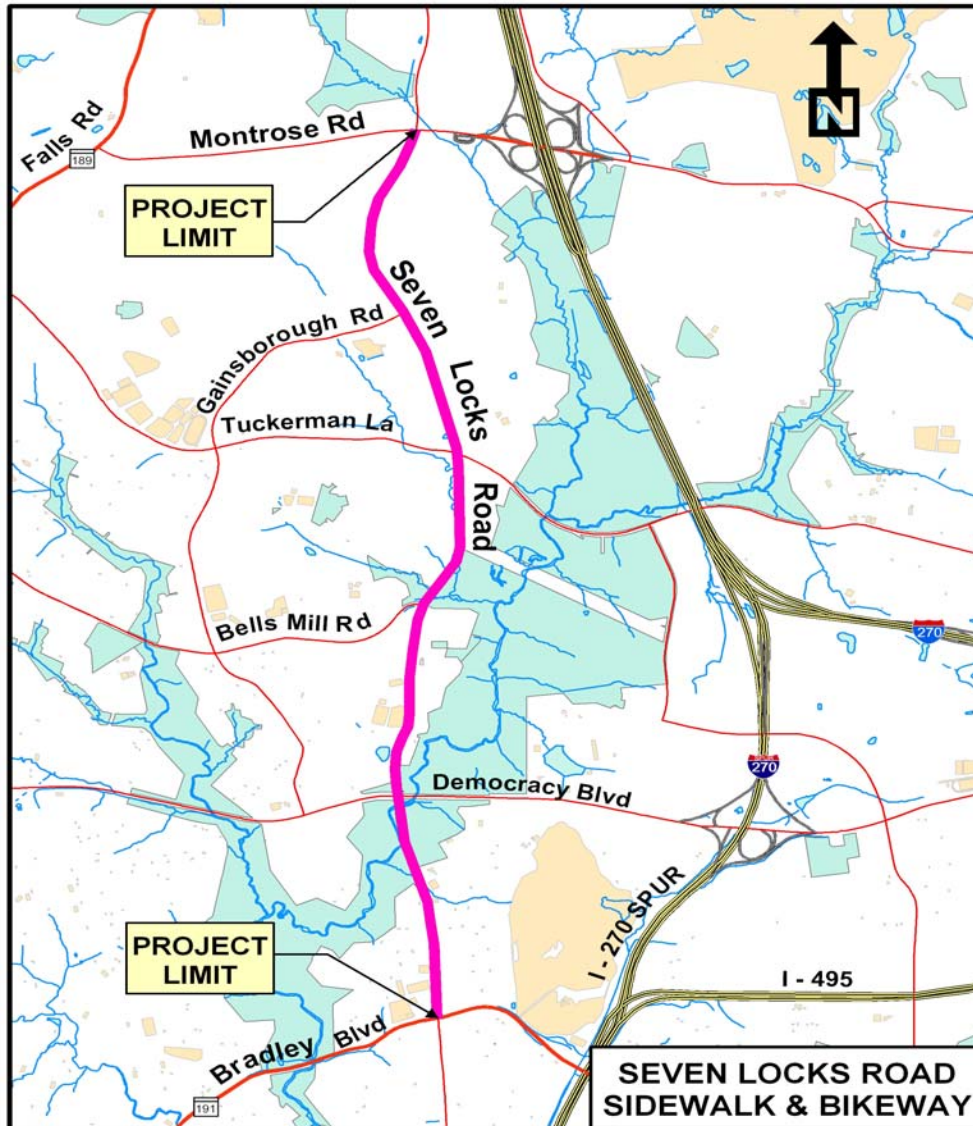 N
Falls Rd
189
Montrose Rd
PROJECT
LIMIT
Seven Locks Road
Gainsborough Rd
Tuckerman La
Bells Mill Rd
270
270
Democracy Blvd
I - 270 SPUR
PROJECT
LIMIT
I - 495
Bradley Blvd
191
SEVEN LOCKS ROAD
SIDEWALK & BIKEWAY